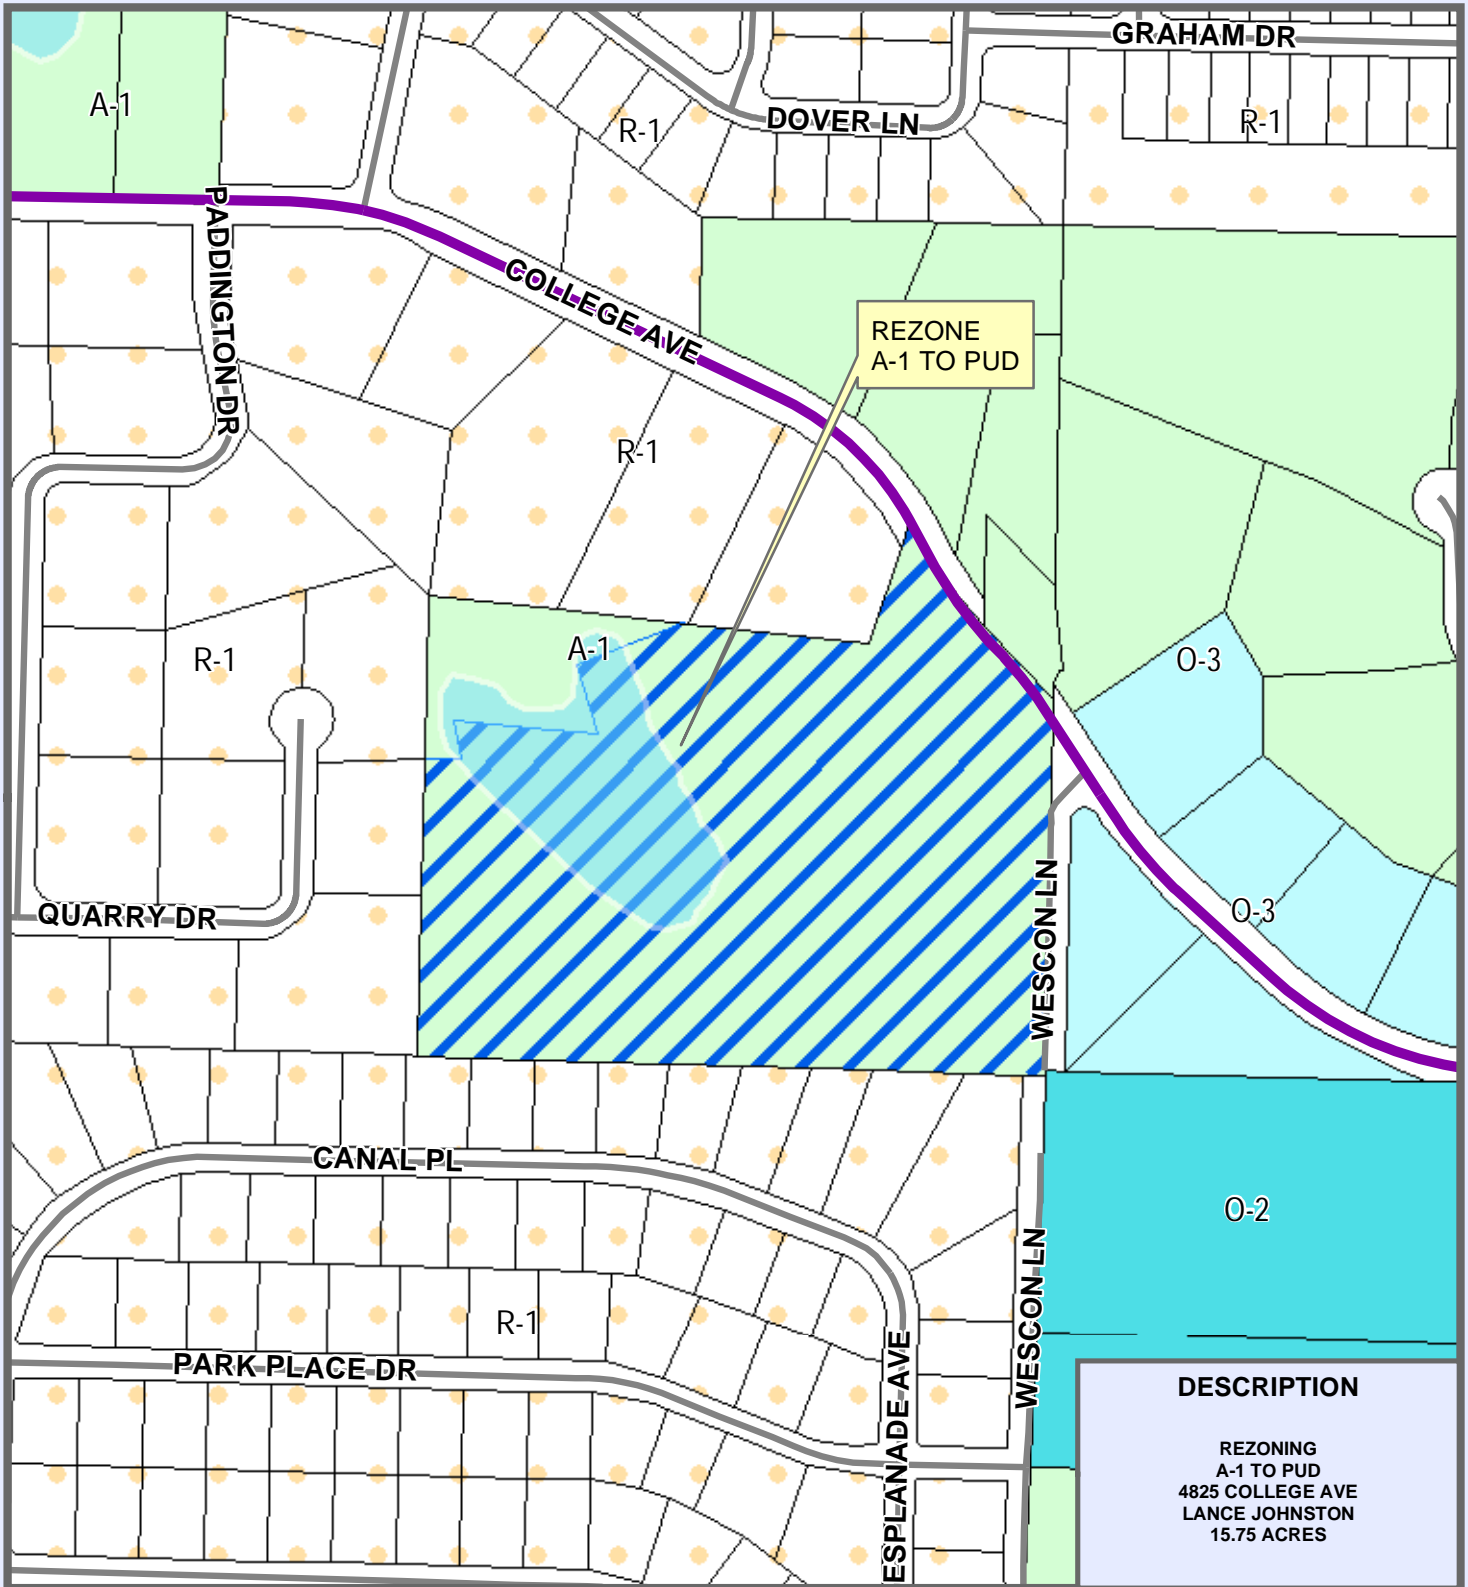 GRAHAM DR
A-1
R-1
DOVER LN
R-1
PADDINGTON DR
COLLEGE AVE
REZONE
A-1 TO PUD
R-1
A-1
R-1
O-3
O-3
WESCON LN
QUARRY DR
CANAL PL
O-2
WESCON LN
R-1
PARK PLACE DR
ESPLANADE AVE
DESCRIPTION
REZONING
A-1 TO PUD
4825 COLLEGE AVE
LANCE JOHNSTON
15.75 ACRES